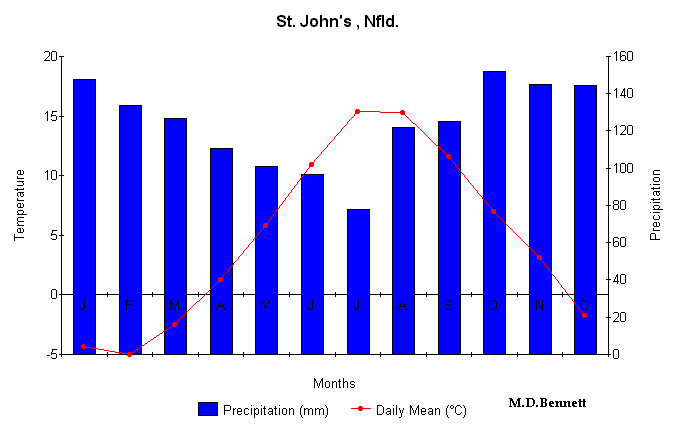 St. John's , Nfld.
20
15
10
5
0
-5
Temperature
160
140
120
100
80
60
40
20
0
Precipitation
J F M A M J J A S O N D
Months
Precipitation (mm) Daily Mean (°C)
M.D.Bennett